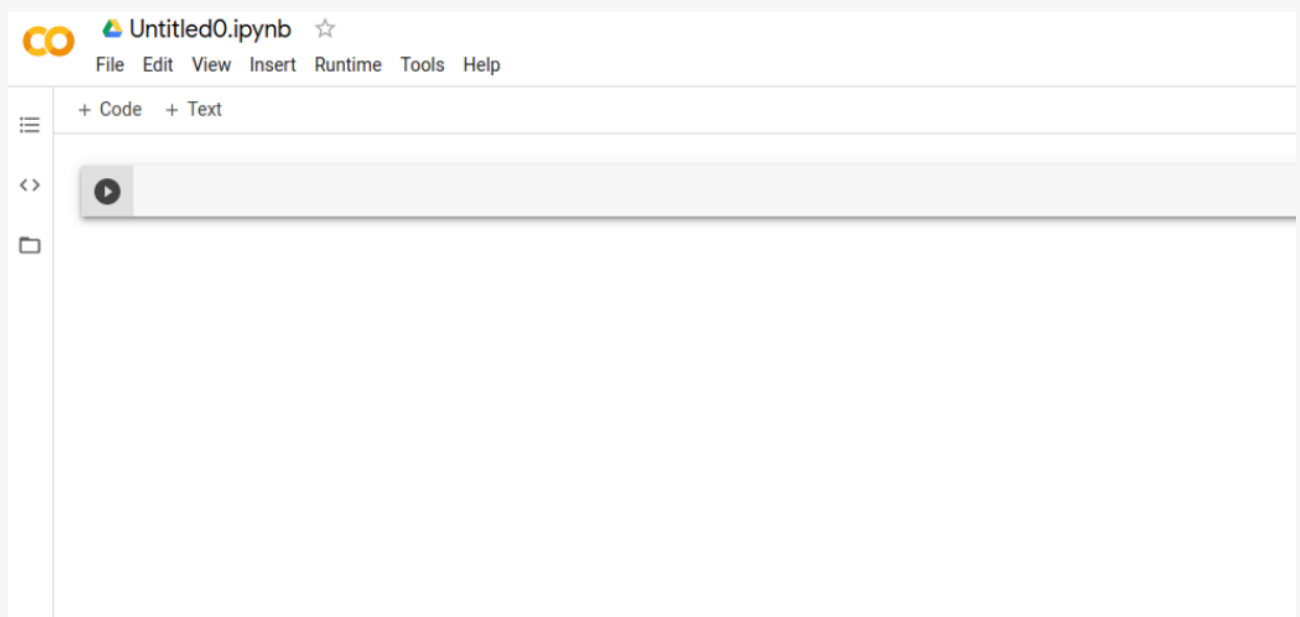 CO Untitled0.ipynb
File Edit View Insert Runtime Tools Help
+ Code + Text